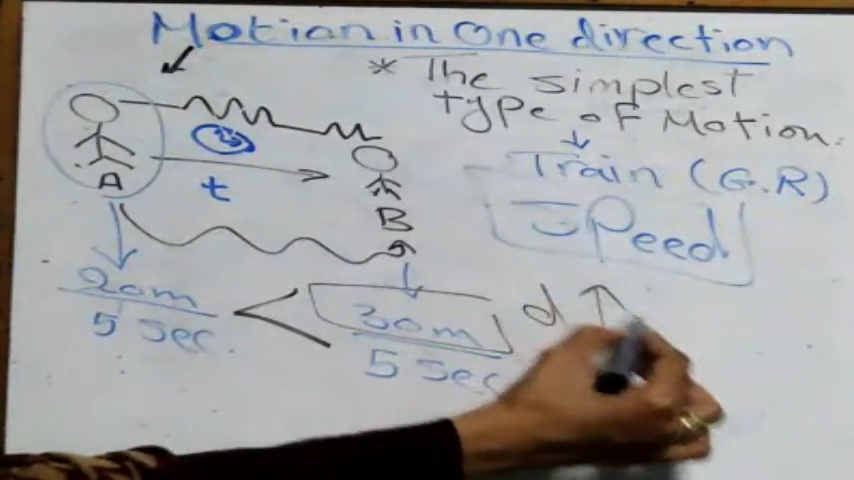 Motion in One direction
* The simplest
type of Motion.
Train (G.R)
Speed
t
A
B
20m
5 sec
<
30m
5 sec
d ↑